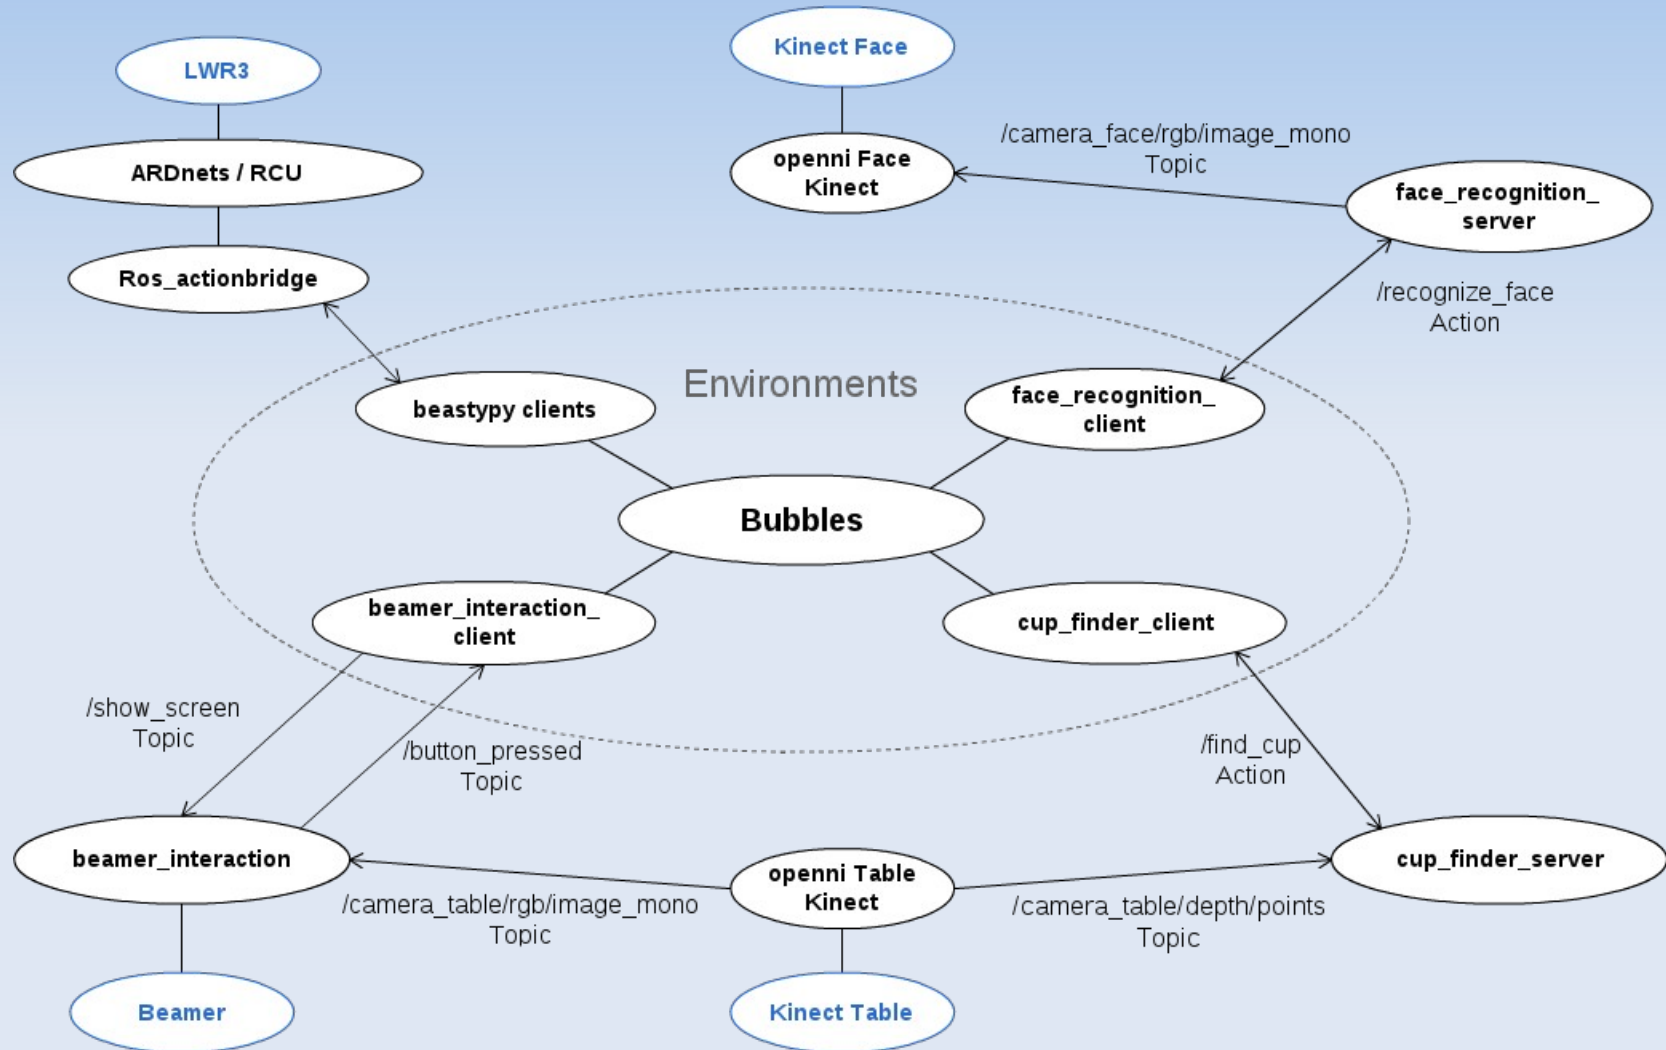 Kinect Face
LWR3
/camera_face/rgb/image_mono
Topic
openni Face
Kinect
ARDnets / RCU
face_recognition_
server
Ros_actionbridge
/recognize_face
Action
Environments
beastypy clients
face_recognition_
client
Bubbles
beamer_interaction_
client
cup_finder_client
/show_screen
Topic
/button_pressed
Topic
/find_cup
Action
beamer_interaction
openni Table
Kinect
cup_finder_server
/camera_table/rgb/image_mono
Topic
/camera_table/depth/points
Topic
Beamer
Kinect Table